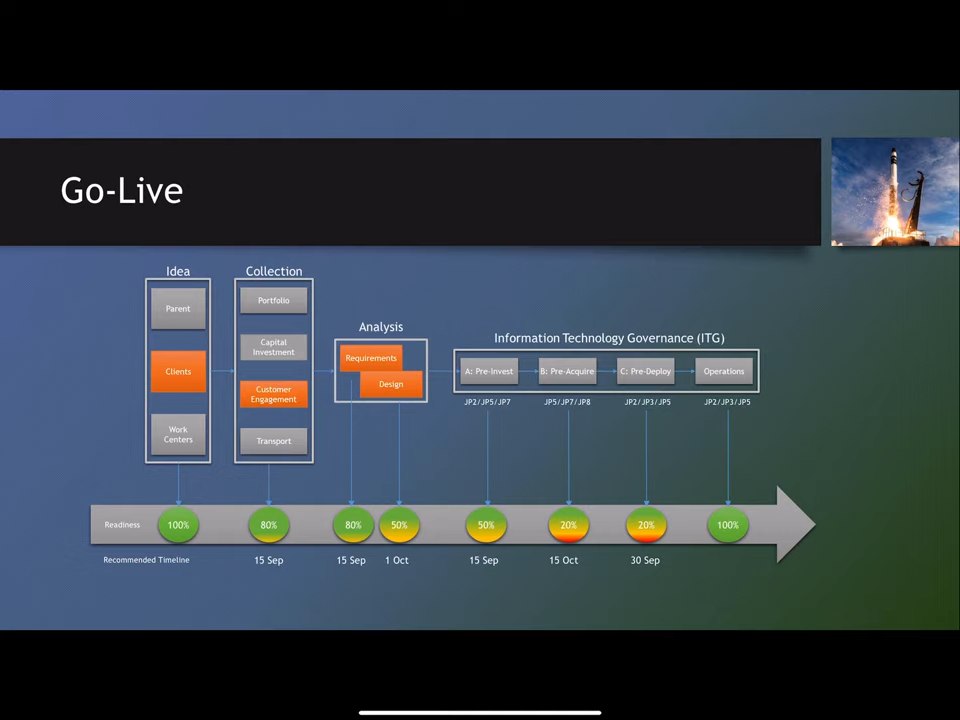 Go-Live
Idea
Parent
Clients
Work
Centers
Collection
Portfolio
Capital
Investment
Customer
Engagement
Transport
Analysis
Requirements
Design
Information Technology Governance (ITG)
A: Pre-Invest
B: Pre-Acquire
C: Pre-Deploy
Operations
JP2/JP5/JP7
JP5/JP7/JP8
JP2/JP3/JP5
JP2/JP3/JP5
Readiness
100%
80%
80%
50%
50%
20%
20%
100%
Recommended Timeline
15 Sep
15 Sep
1 Oct
15 Sep
15 Oct
30 Sep